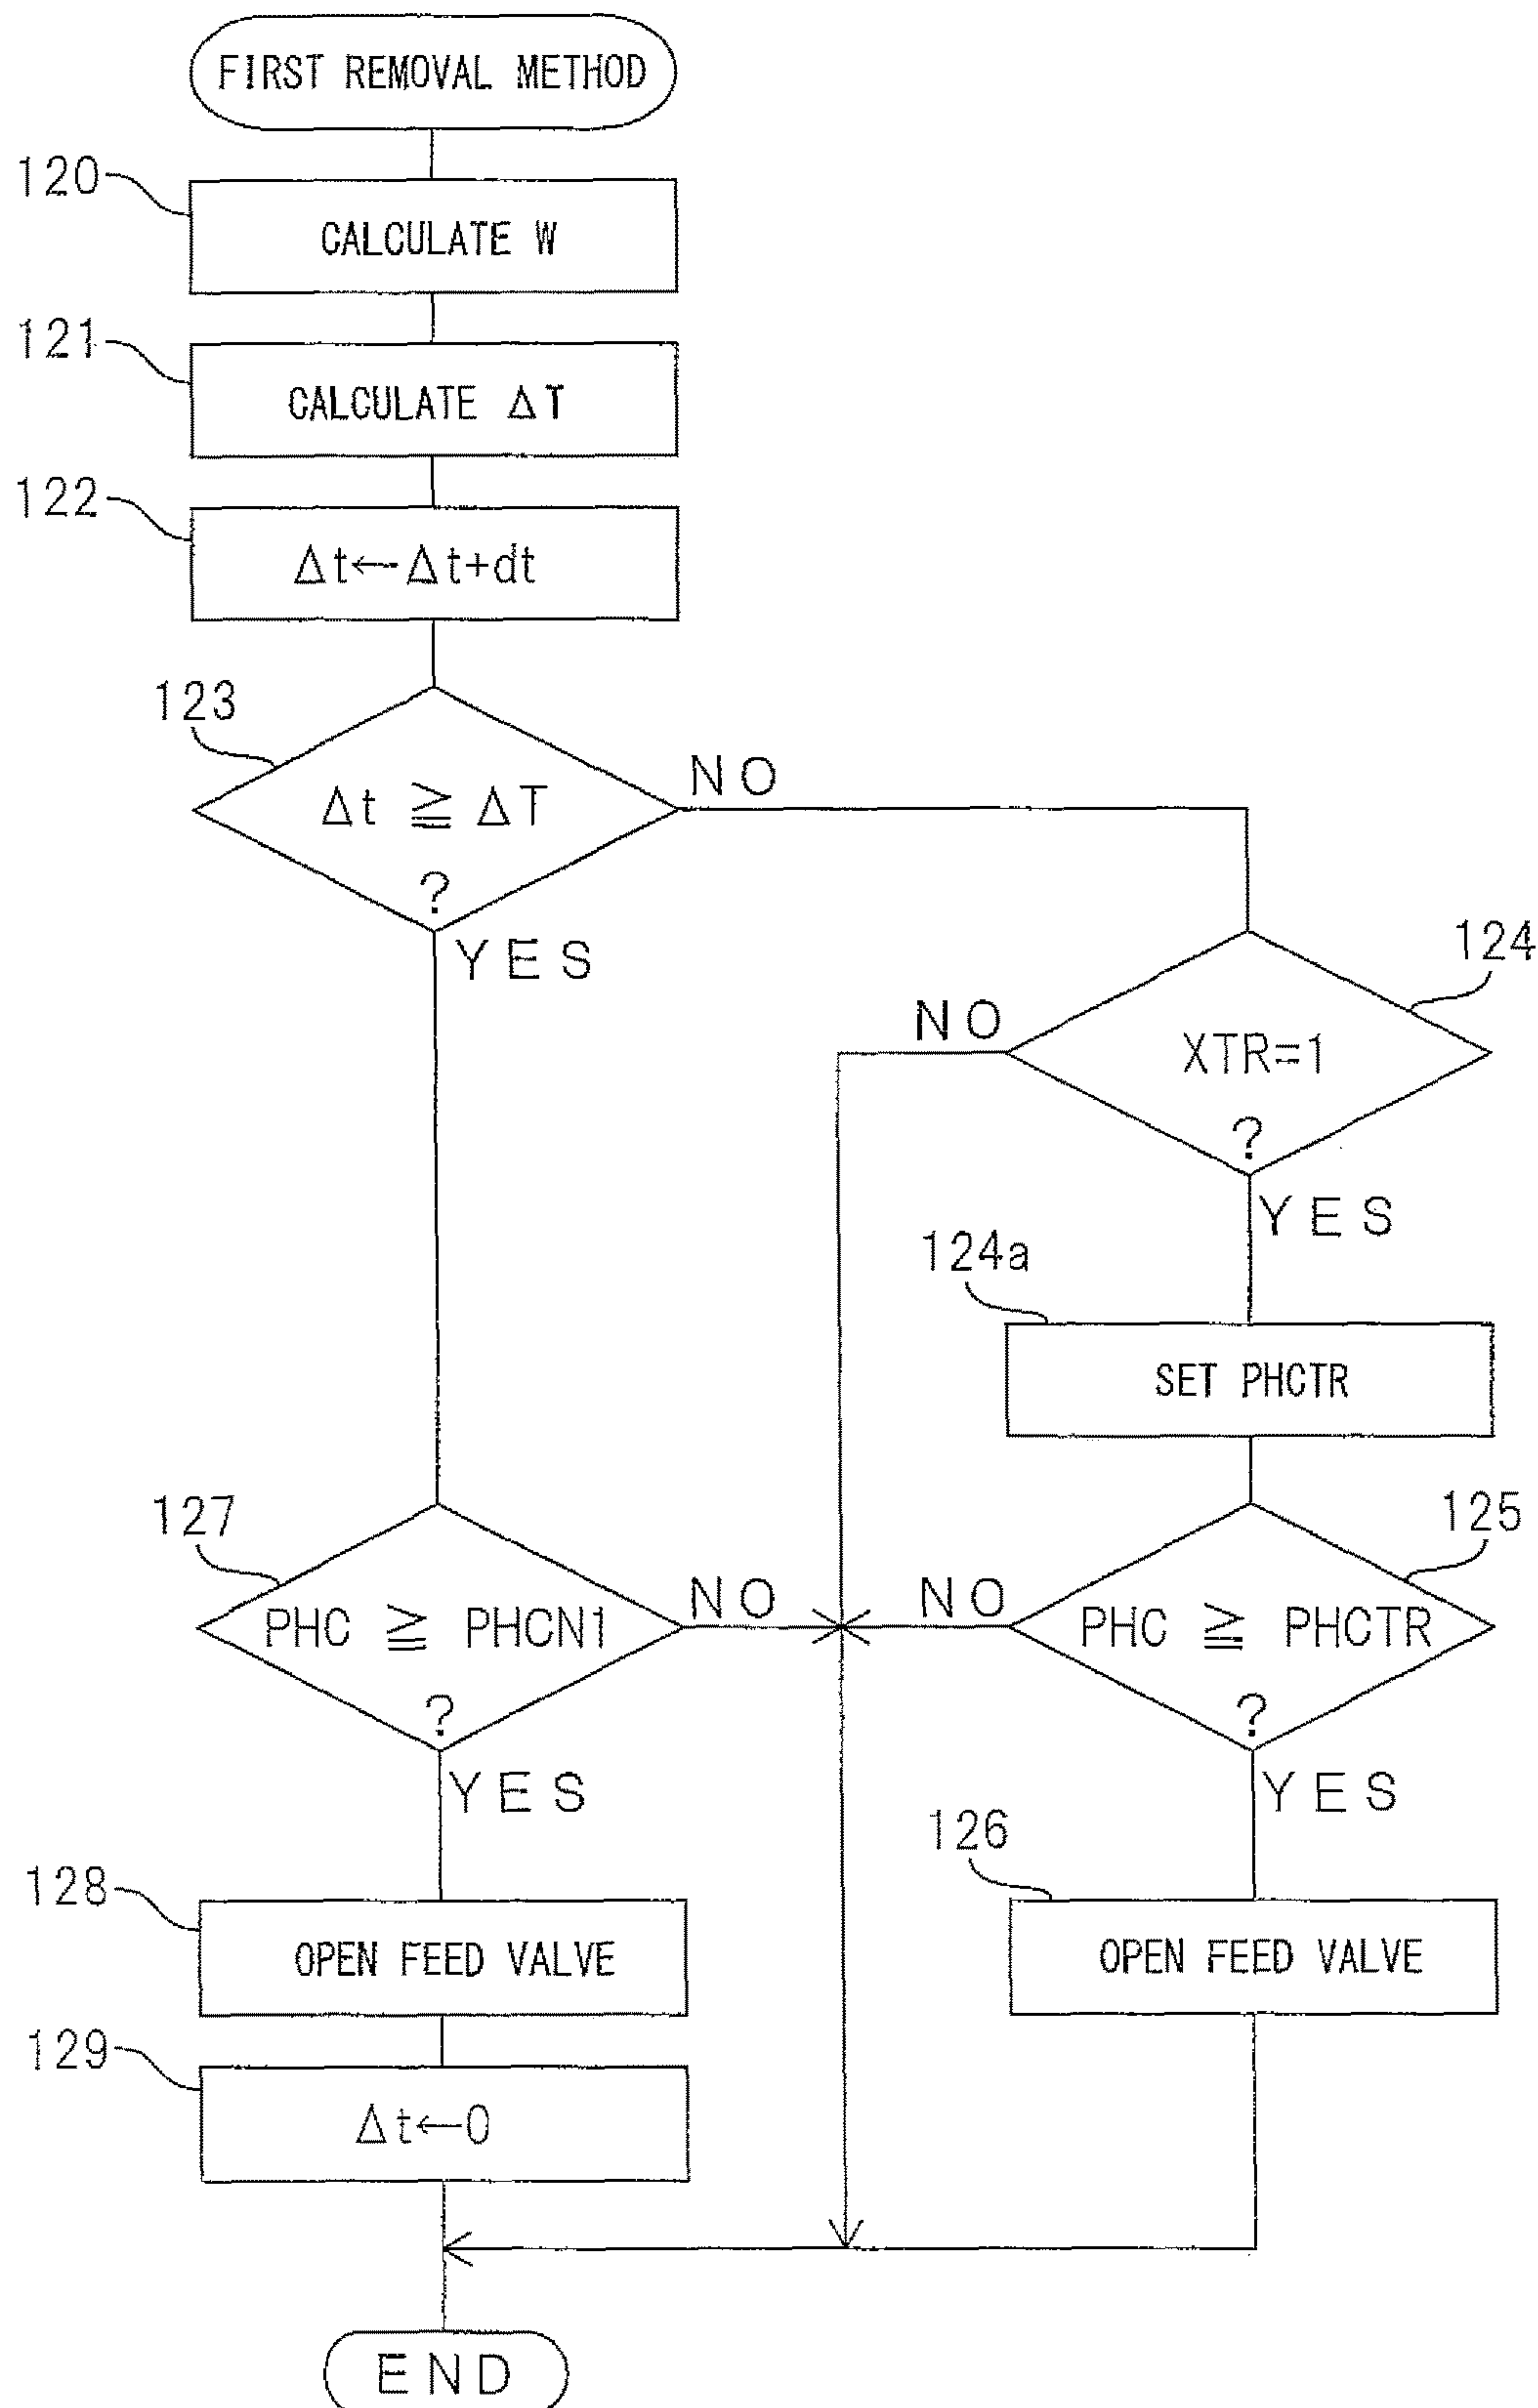 FIRST REMOVAL METHOD
120
CALCULATE W
121
CALCULATE ΔT
122
Δt←Δt+dt
123
Δt ≧ ΔT
?
NO
YES
124
XTR=1
?
NO
YES
124a
SET PHCTR
127
PHC ≧ PHCN1
?
NO
YES
125
PHC ≧ PHCTR
?
NO
YES
128
OPEN FEED VALVE
126
OPEN FEED VALVE
129
Δt←0
END